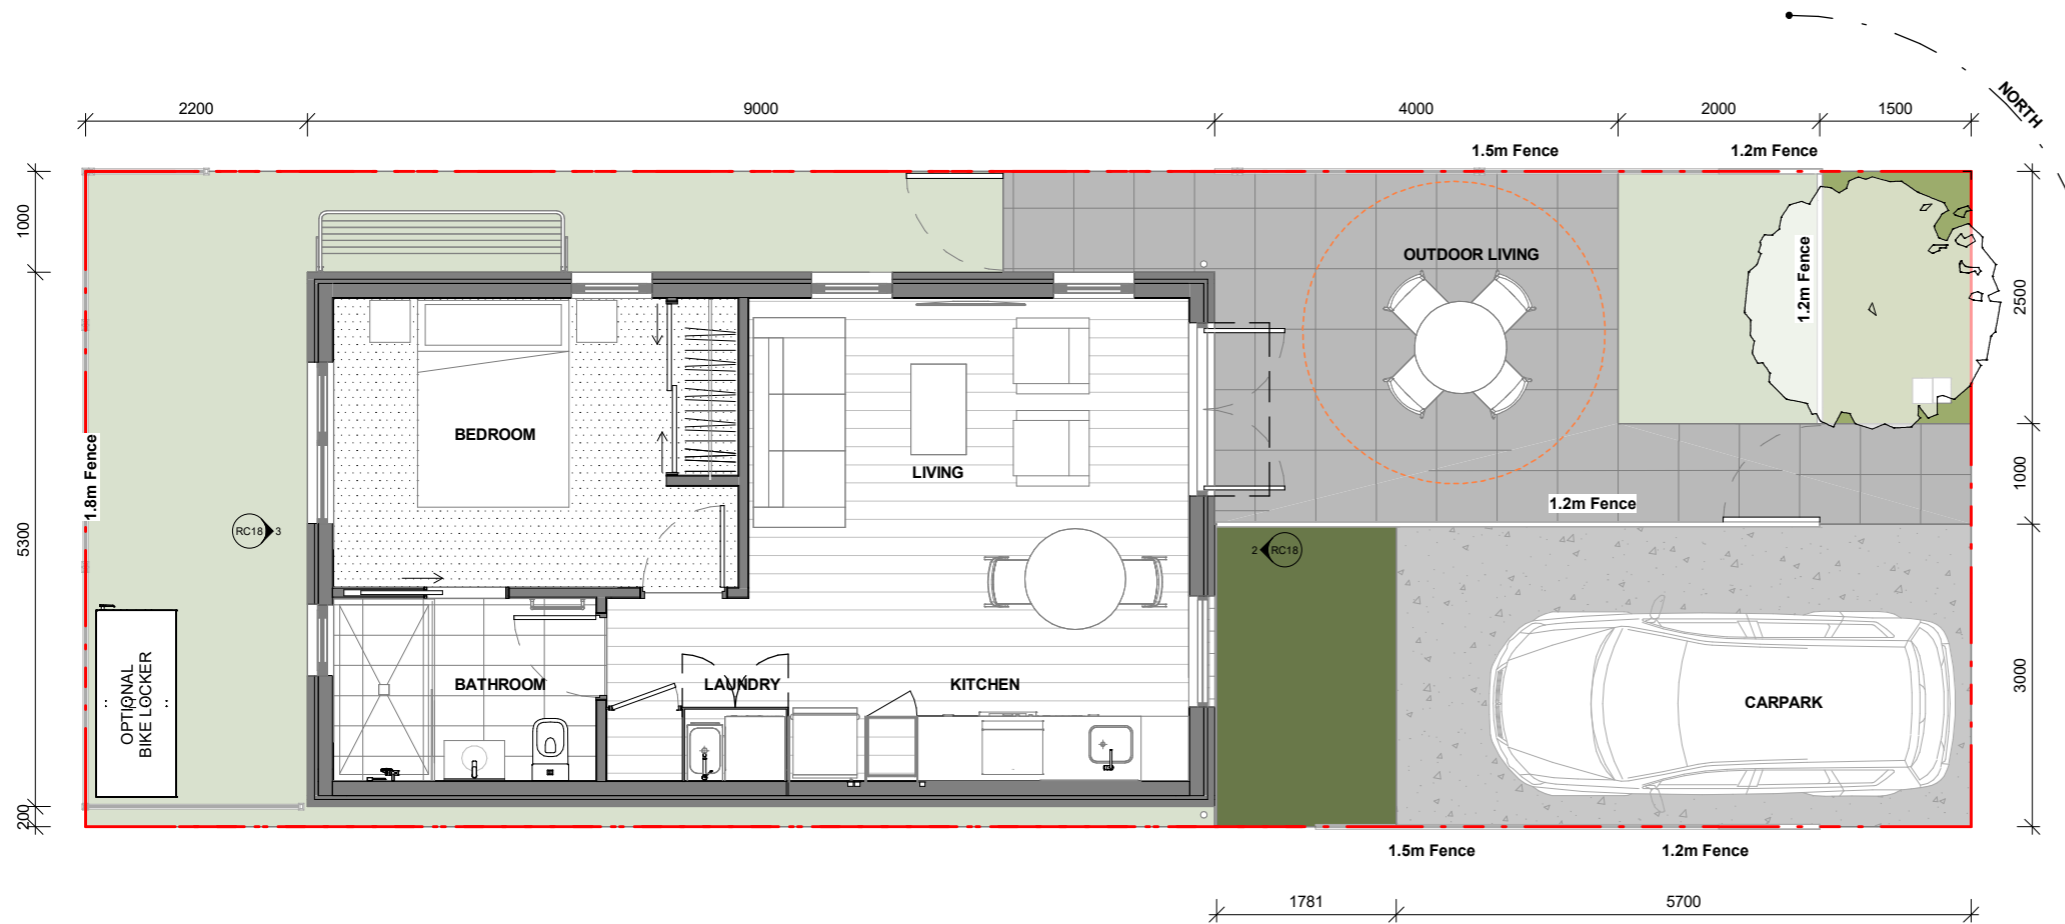 NORTH
2200
9000
4000
2000
1500
1.5m Fence
1.2m Fence
1000
5300
200
2500
1000
3000
OUTDOOR LIVING
1.2m Fence
BEDROOM
LIVING
1.8m Fence
1.2m Fence
RC18 3
2 RC18
OPTIONAL
BIKE LOCKER
BATHROOM
LAUNDRY
KITCHEN
CARPARK
1.5m Fence
1.2m Fence
1781
5700